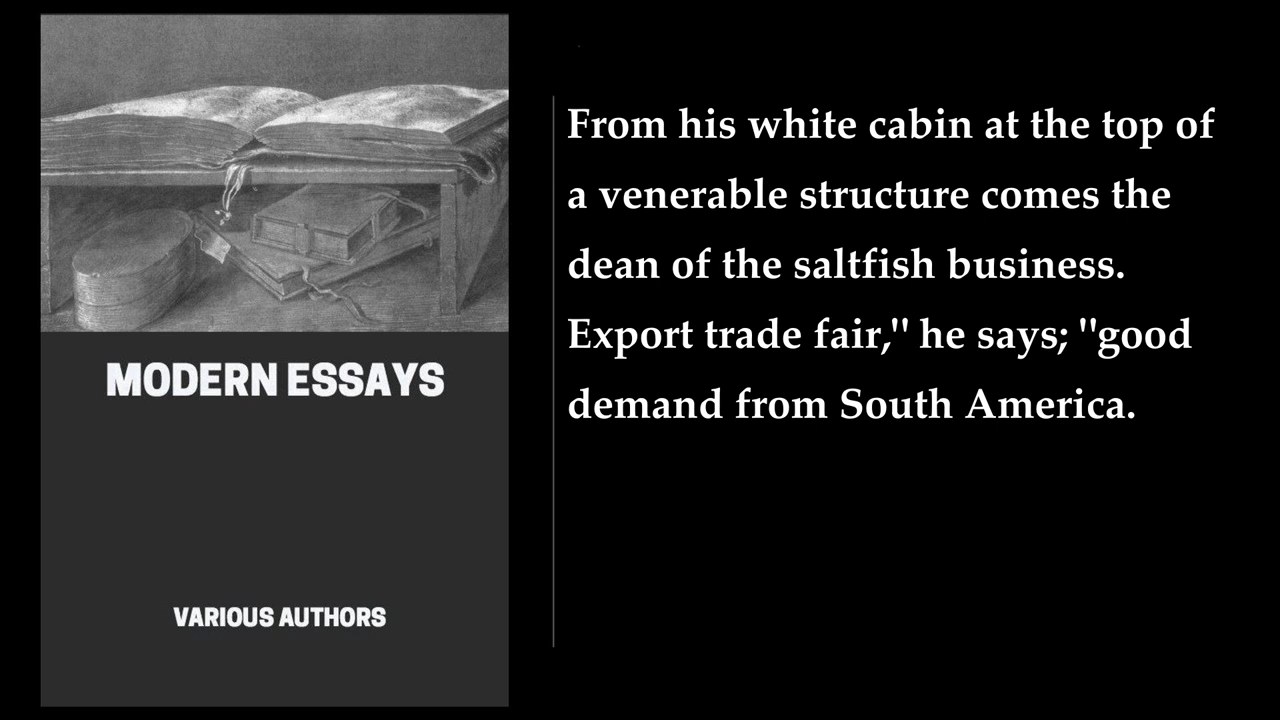 MODERN ESSAYS
VARIOUS AUTHORS
From his white cabin at the top of
a venerable structure comes the
dean of the saltfish business.
Export trade fair," he says; "good
demand from South America.